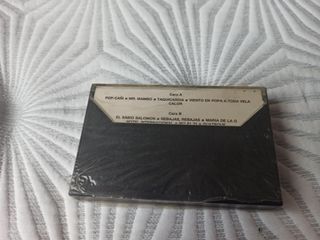 Cara A
POP-CAÑ ● MR. MAMBO ● TAQUICARDIA ● VIENTO EN POPA A TODA VELA
CALOR
Cara B
EL SABIO SALOMON ● REBAJAS, REBAJAS ● MARIA DE LA O